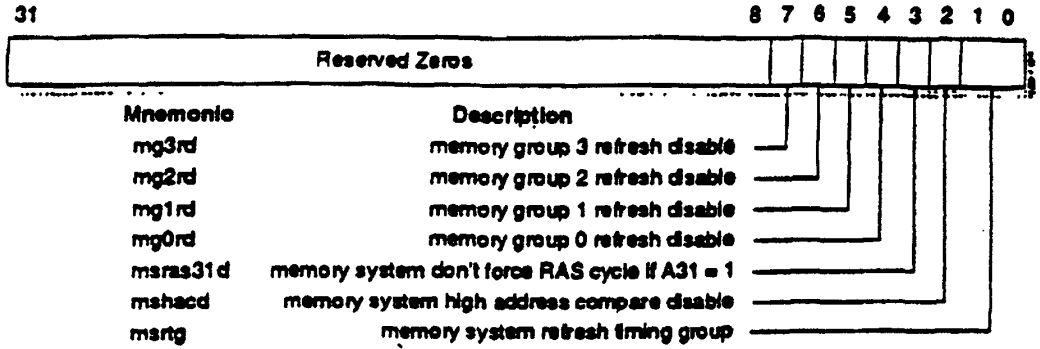 31 8 7 6 5 4 3 2 1 0
Reserved Zeros
Mnemonic Description
mg3rd memory group 3 refresh disable
mg2rd memory group 2 refresh disable
mg1rd memory group 1 refresh disable
mg0rd memory group 0 refresh disable
msras31d memory system don't force RAS cycle if A31 = 1
mshacd memory system high address compare disable
msrtg memory system refresh timing group